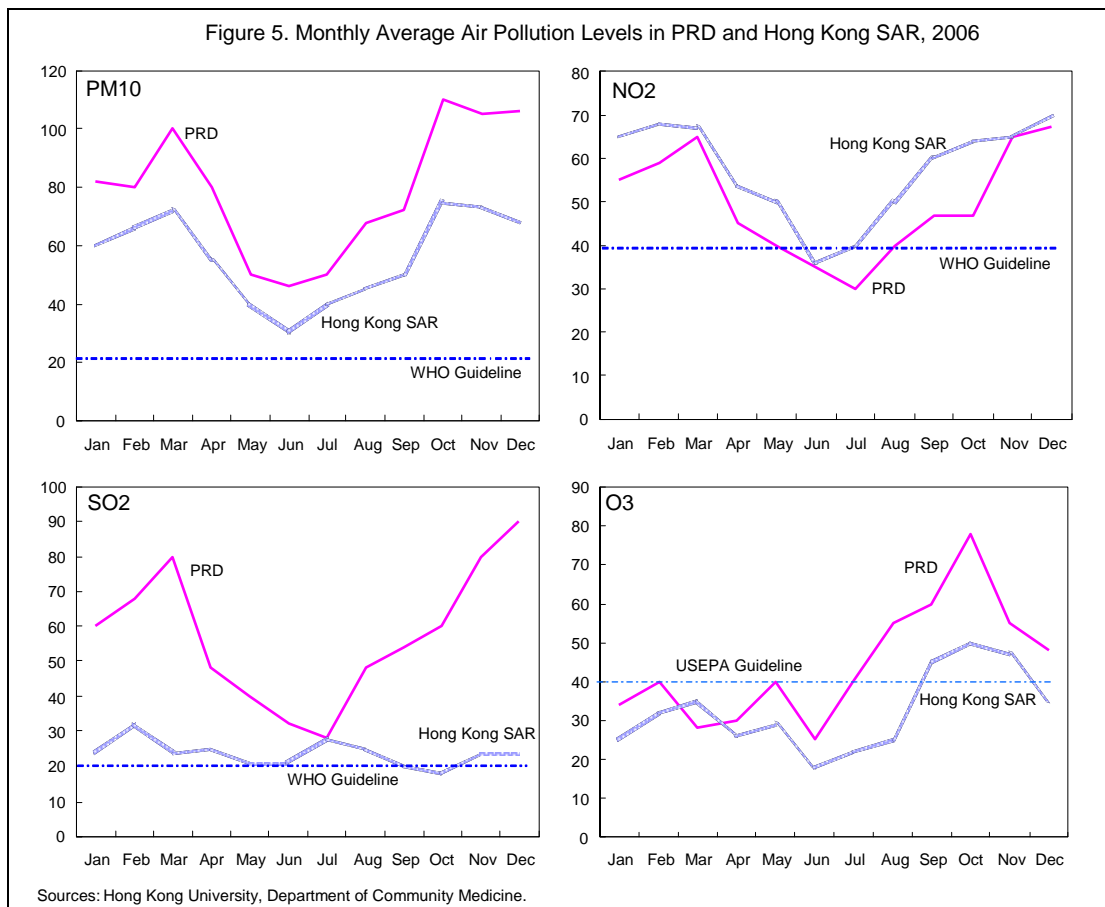 Figure 5. Monthly Average Air Pollution Levels in PRD and Hong Kong SAR, 2006
PM10
120
100
80
60
40
20
0
PRD
Hong Kong SAR
WHO Guideline
Jan Feb Mar Apr May Jun Jul Aug Sep Oct Nov Dec
NO2
80
70
60
50
40
30
20
10
0
Hong Kong SAR
WHO Guideline
PRD
Jan Feb Mar Apr May Jun Jul Aug Sep Oct Nov Dec
SO2
100
90
80
70
60
50
40
30
20
10
0
PRD
Hong Kong SAR
WHO Guideline
Jan Feb Mar Apr May Jun Jul Aug Sep Oct Nov Dec
O3
90
80
70
60
50
40
30
20
10
0
PRD
USEPA Guideline
Hong Kong SAR
Jan Feb Mar Apr May Jun Jul Aug Sep Oct Nov Dec
Sources: Hong Kong University, Department of Community Medicine.